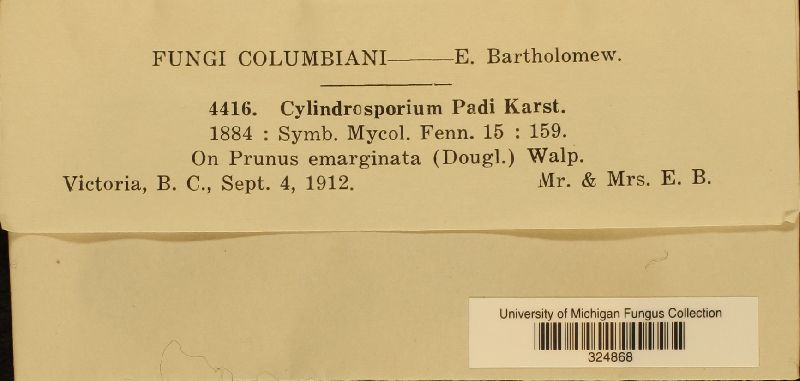 FUNGI COLUMBIANI——E. Bartholomew.
4416. Cylindrosporium Padi Karst.
1884 : Symb. Mycol. Fenn. 15 : 159.
On Prunus emarginata (Dougl.) Walp.
Victoria, B. C., Sept. 4, 1912. Mr. & Mrs. E. B.
University of Michigan Fungus Collection
324868